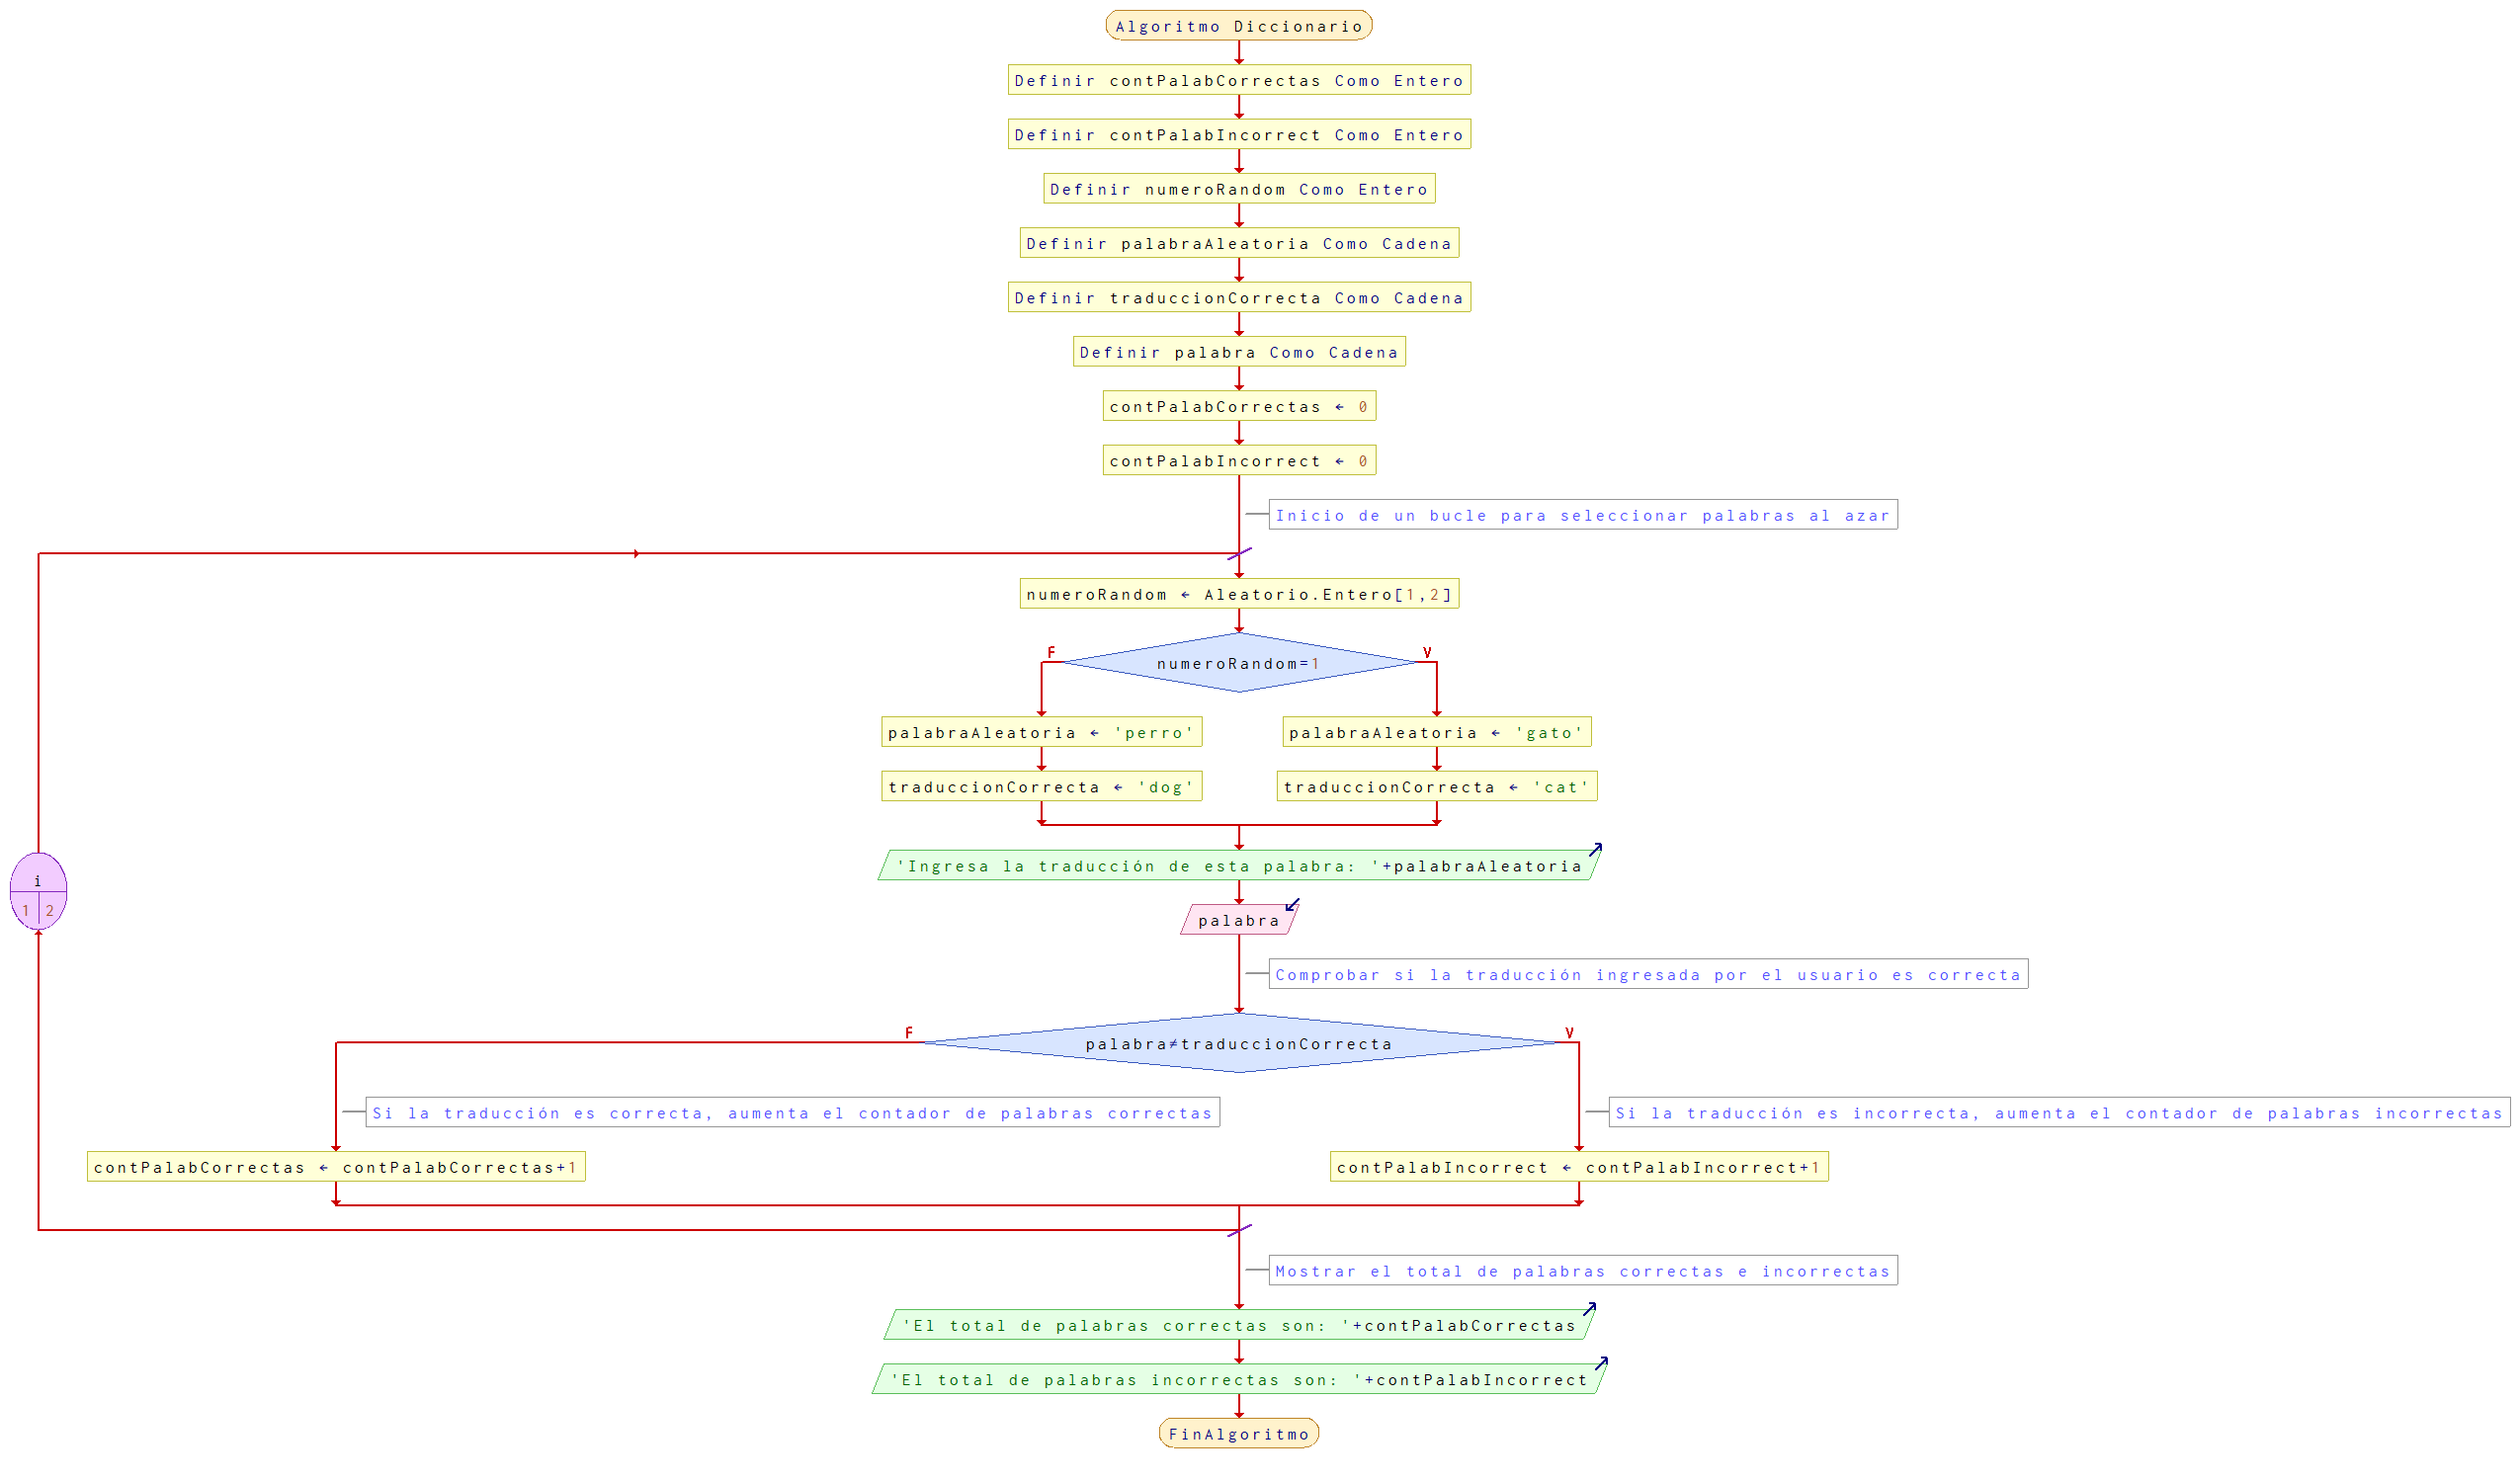 Algoritmo Diccionario
Definir contPalabCorrectas Como Entero
Definir contPalabIncorrect Como Entero
Definir numeroRandom Como Entero
Definir palabraAleatoria Como Cadena
Definir traduccionCorrecta Como Cadena
Definir palabra Como Cadena
contPalabCorrectas ← 0
contPalabIncorrect ← 0
Inicio de un bucle para seleccionar palabras al azar
numeroRandom ← Aleatorio.Entero[1,2]
F
V
numeroRandom=1
palabraAleatoria ← 'perro'
palabraAleatoria ← 'gato'
traduccionCorrecta ← 'dog'
traduccionCorrecta ← 'cat'
'Ingresa la traducción de esta palabra: '+palabraAleatoria
i
1 2
palabra
Comprobar si la traducción ingresada por el usuario es correcta
F
V
palabra≠traduccionCorrecta
Si la traducción es correcta, aumenta el contador de palabras correctas
Si la traducción es incorrecta, aumenta el contador de palabras incorrectas
contPalabCorrectas ← contPalabCorrectas+1
contPalabIncorrect ← contPalabIncorrect+1
Mostrar el total de palabras correctas e incorrectas
'El total de palabras correctas son: '+contPalabCorrectas
'El total de palabras incorrectas son: '+contPalabIncorrect
FinAlgoritmo